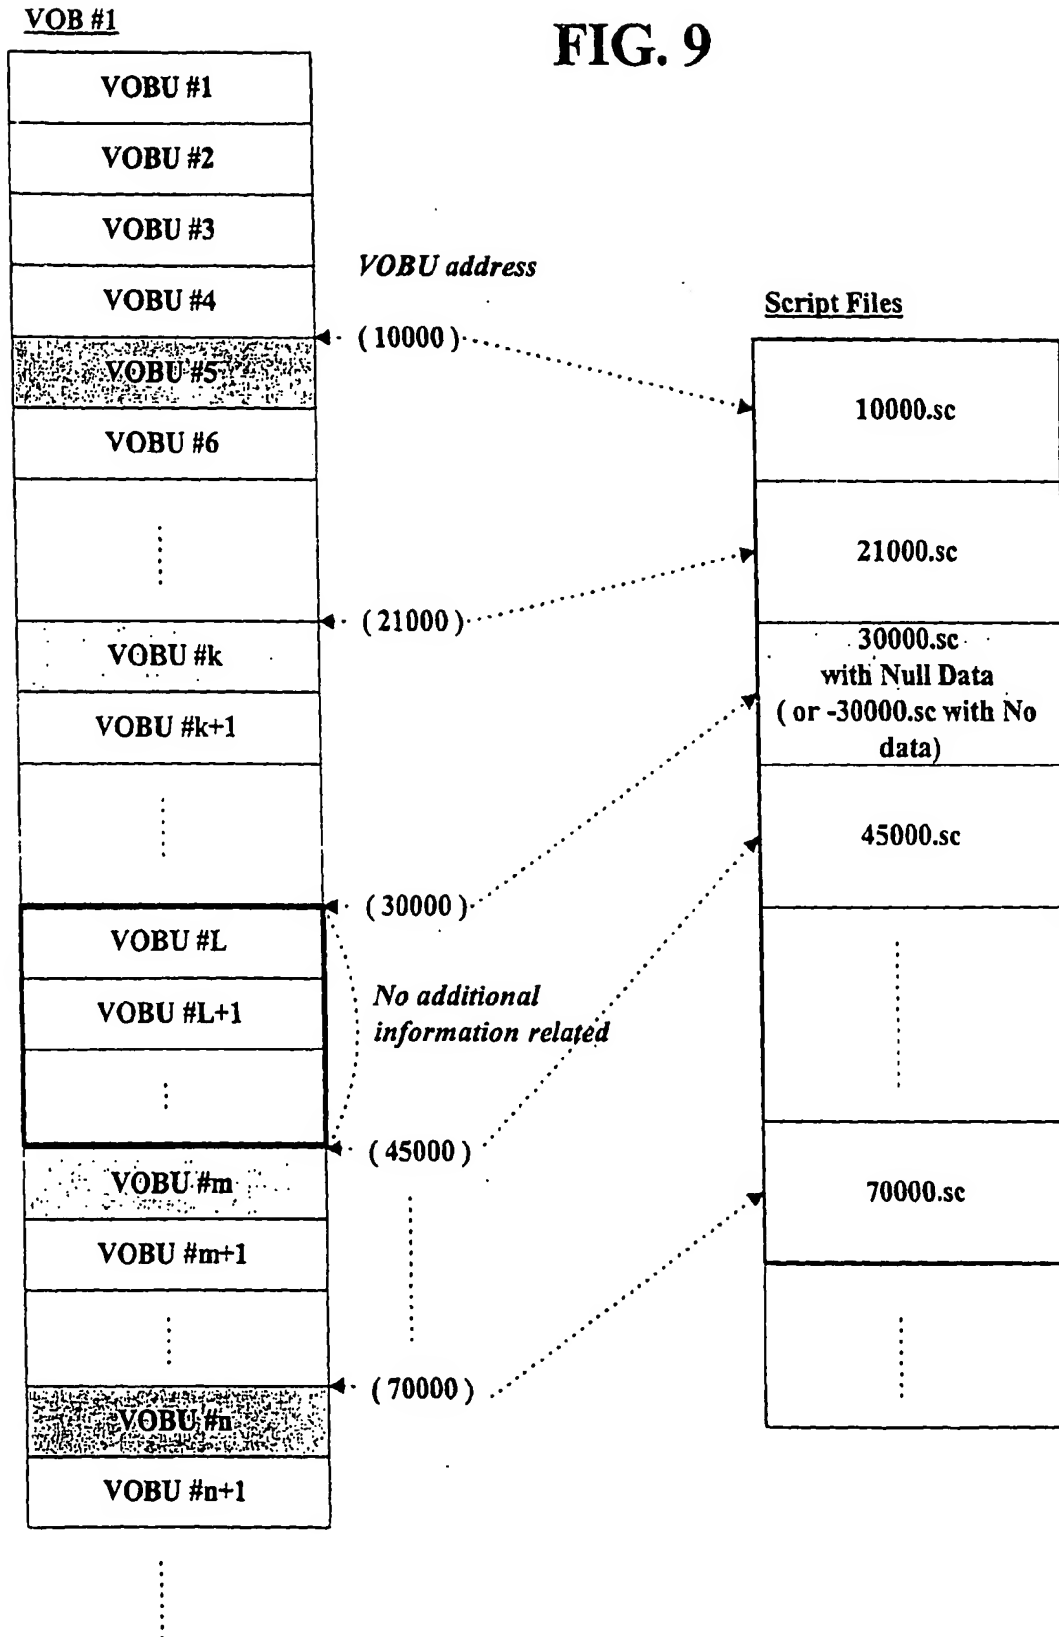 VOB #1
FIG. 9
VOBU #1
VOBU #2
VOBU #3
VOBU #4
VOBU #5
VOBU #6
VOBU #k
VOBU #k+1
VOBU #L
VOBU #L+1
VOBU #m
VOBU #m+1
VOBU #n
VOBU #n+1
VOBU address
( 10000 )
( 21000 )
( 30000 )
No additional
information related
( 45000 )
( 70000 )
Script Files
10000.sc
21000.sc
30000.sc
with Null Data
( or -30000.sc with No
data)
45000.sc
70000.sc